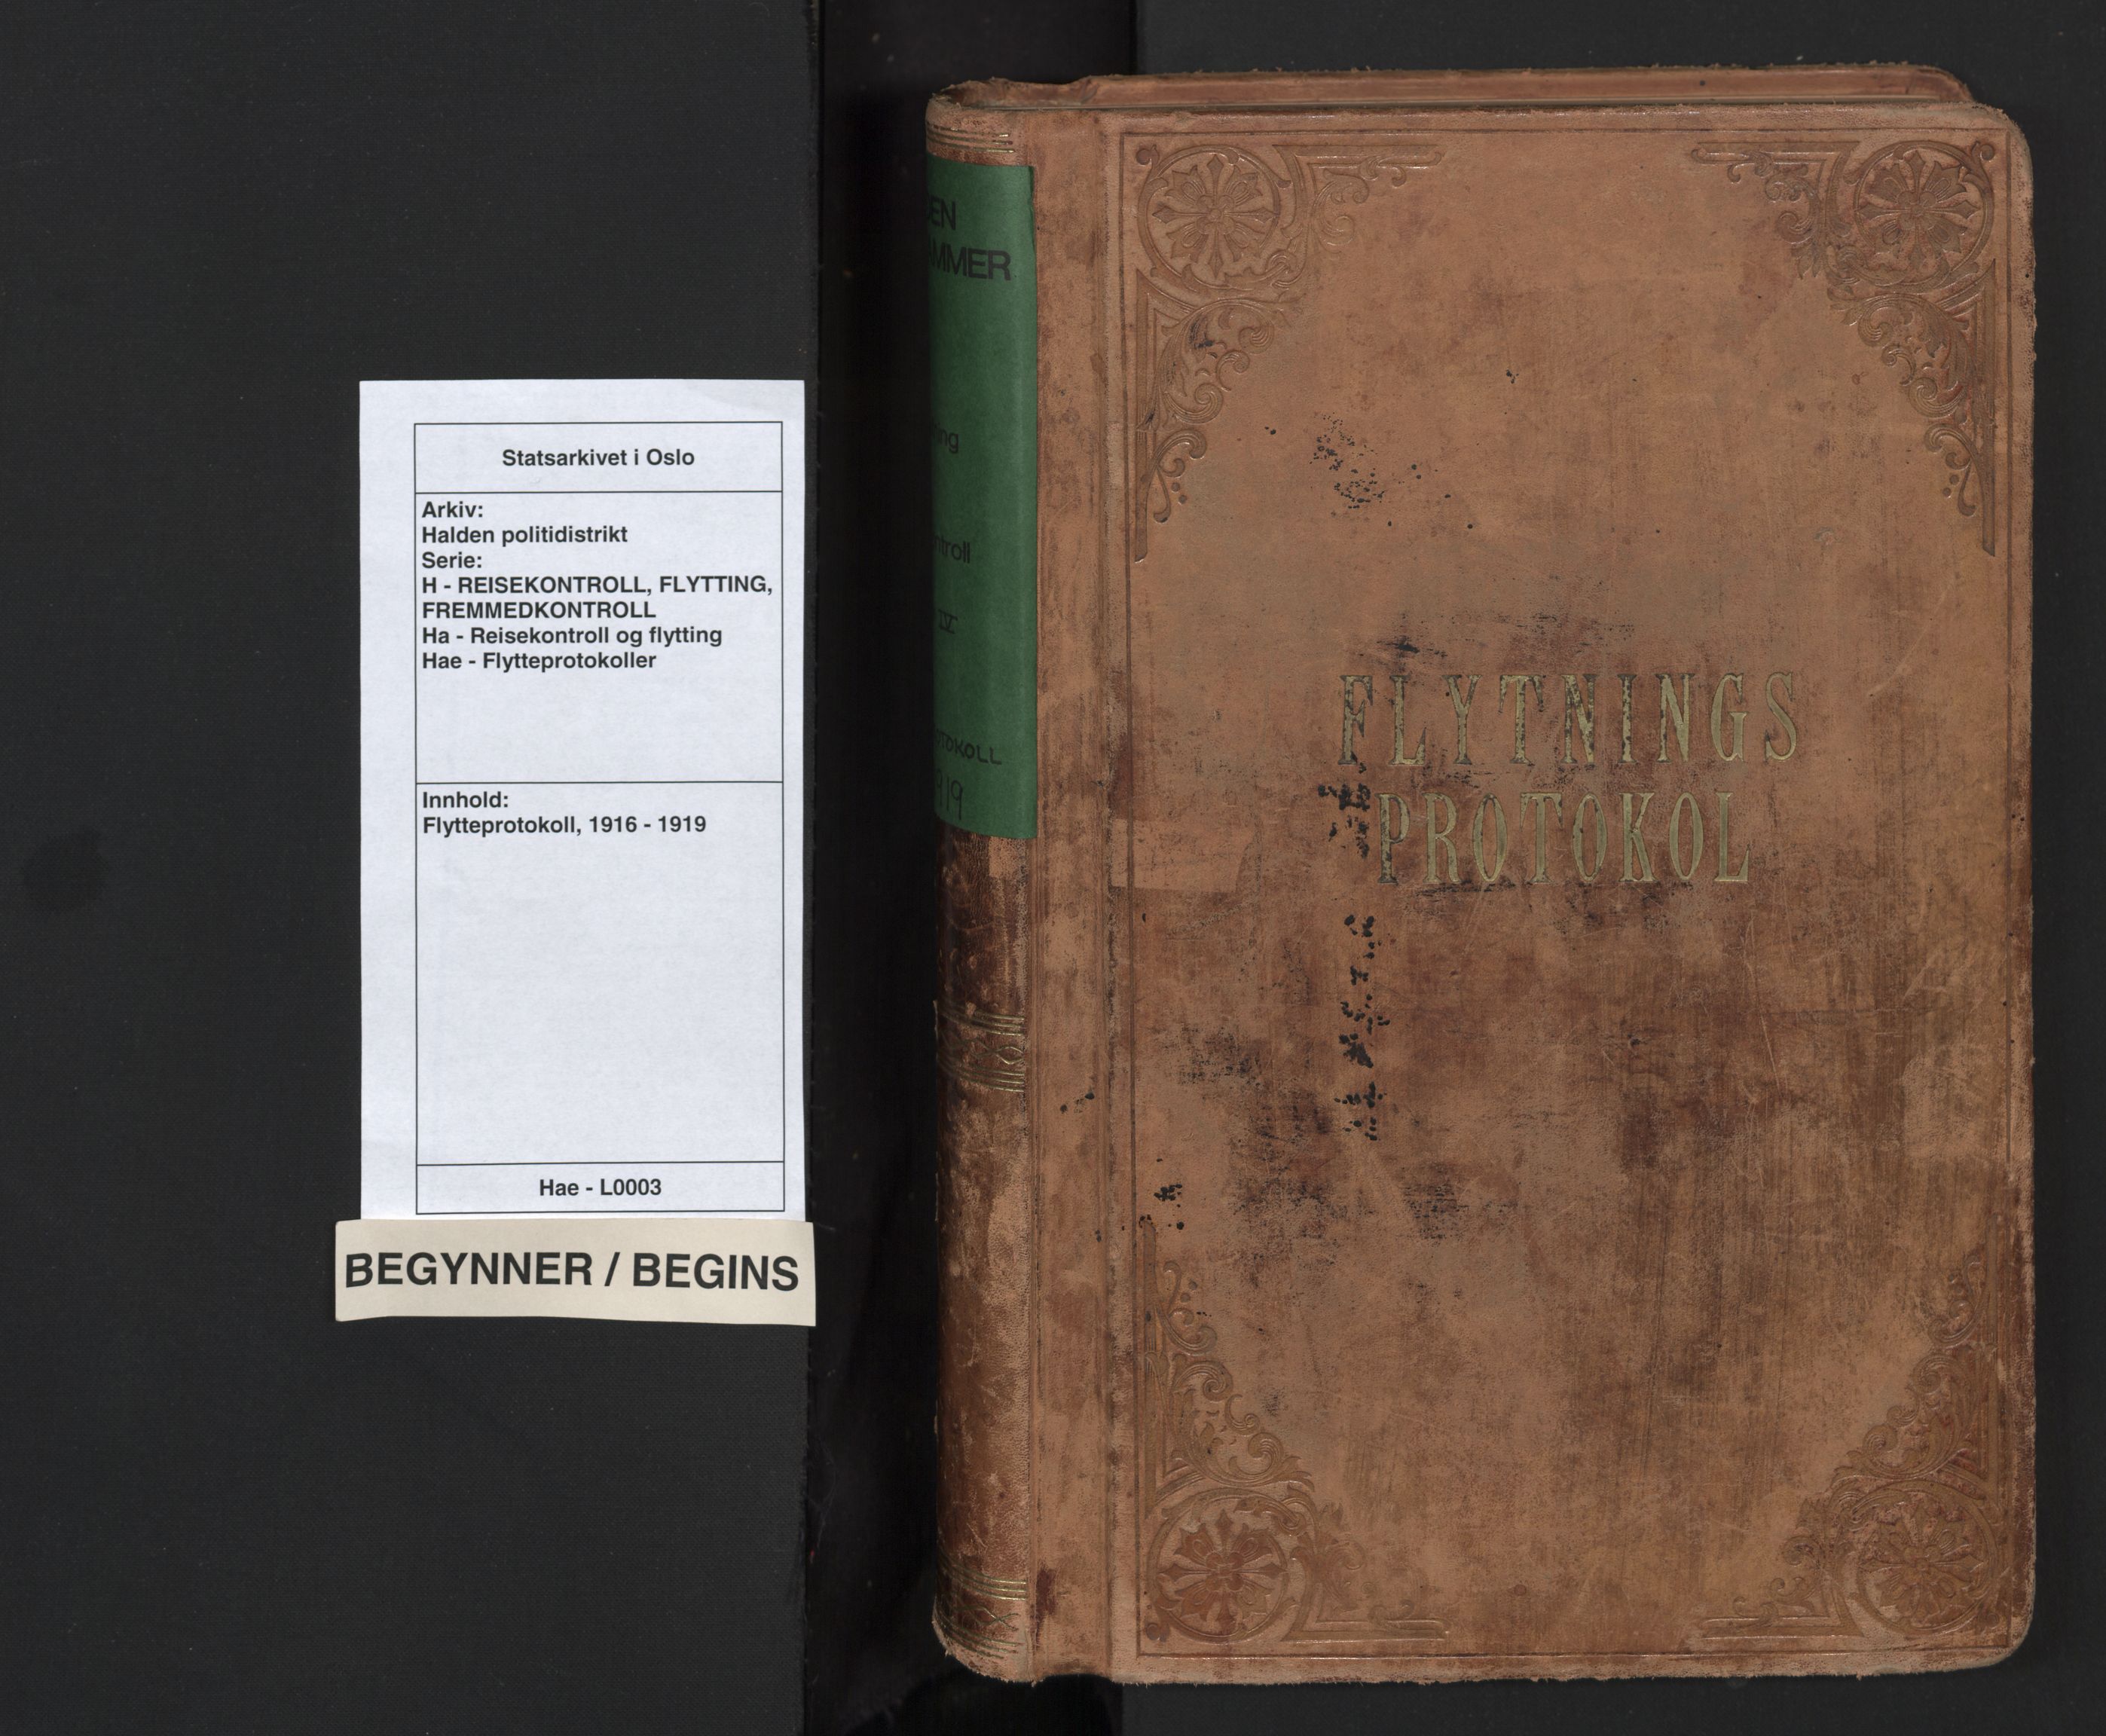 Statsarkivet i Oslo
Arkiv:
Halden politidistrikt
Serie:
H - REISEKONTROLL, FLYTTING,
FREMMEDKONTROLL
Ha - Reisekontroll og flytting
Hae - Flytteprotokoller
Innhold:
Flytteprotokoll, 1916 - 1919
Hae - L0003
BEGYNNER / BEGINS
FLYTNINGS
PROTOKOL
IV